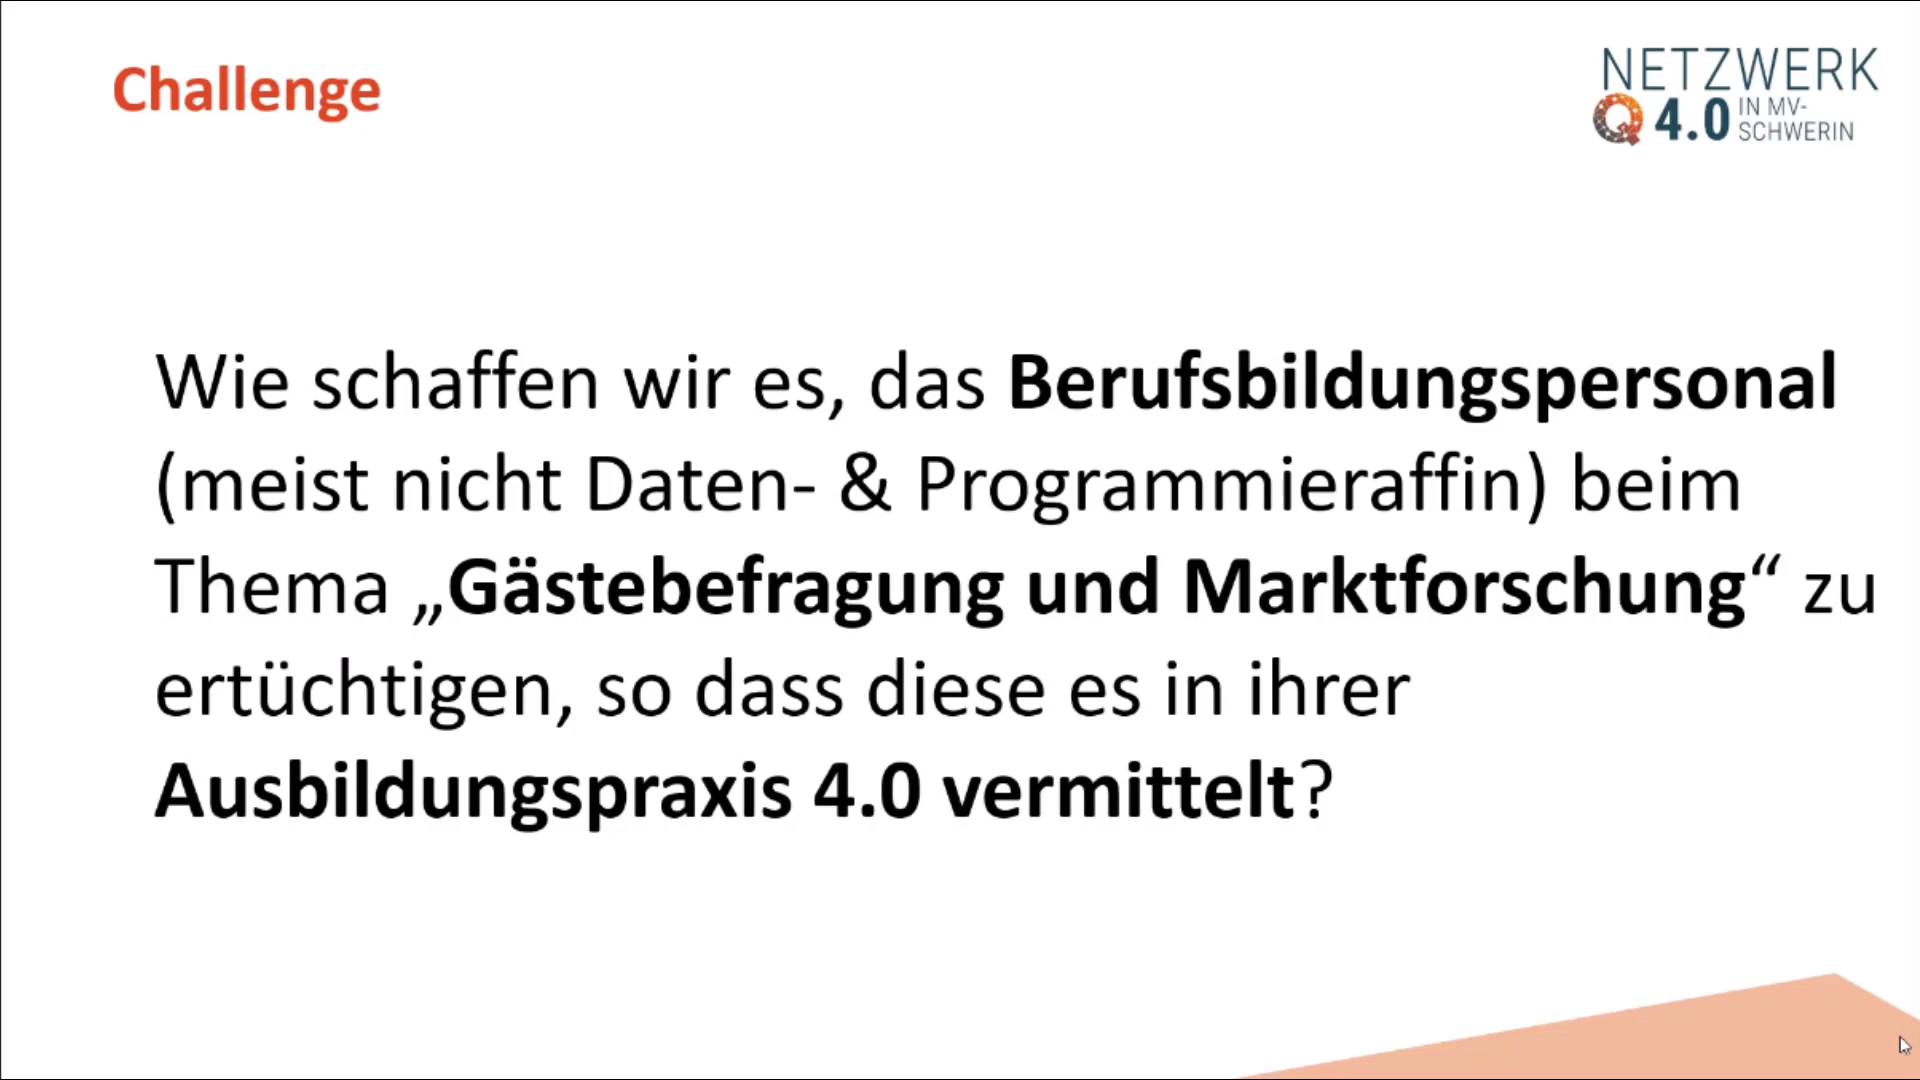 Challenge
NETZWERK
Q 4.0 IN MV-
SCHWERIN
Wie schaffen wir es, das Berufsbildungspersonal
(meist nicht Daten- & Programmieraffin) beim
Thema „Gästebefragung und Marktforschung“ zu
ertüchtigen, so dass diese es in ihrer
Ausbildungspraxis 4.0 vermittelt?